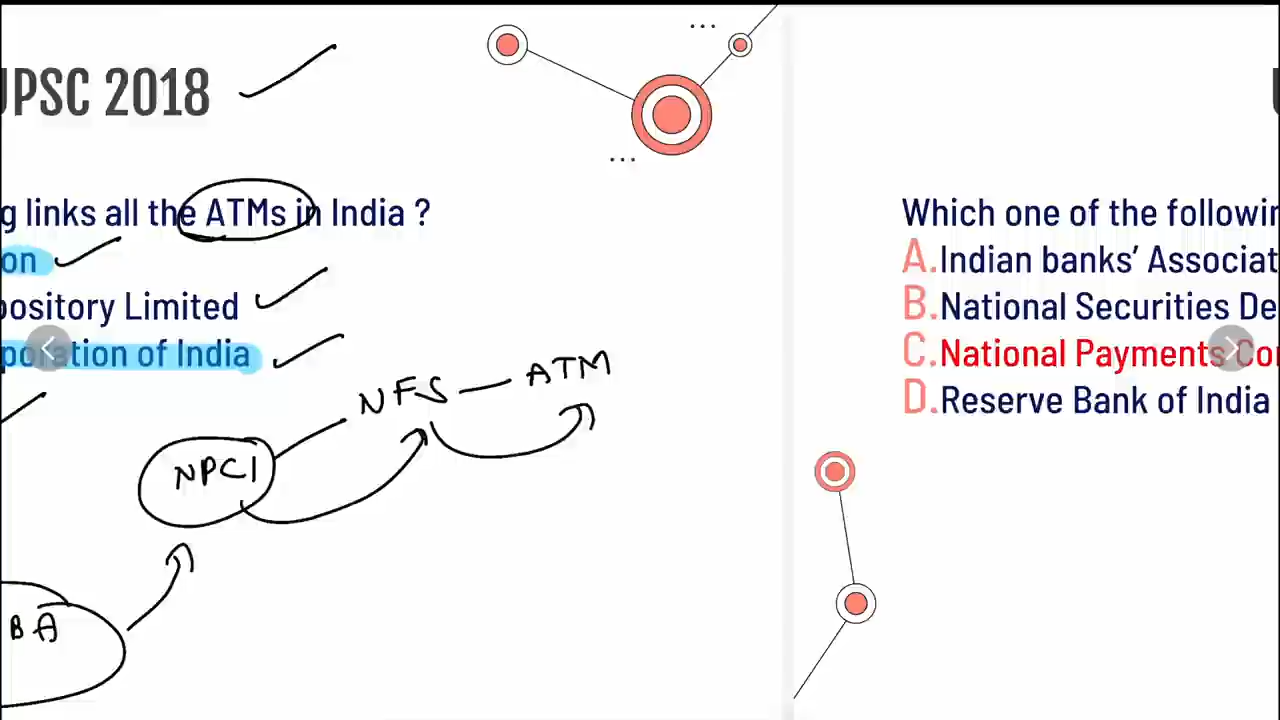 UPSC 2018
g links all the ATMs in India ?
on
pository Limited
poration of India
NFS — ATM
NPCI
BA
Which one of the followin
A.Indian banks’ Associat
B.National Securities De
C.National Payments Cor
D.Reserve Bank of India